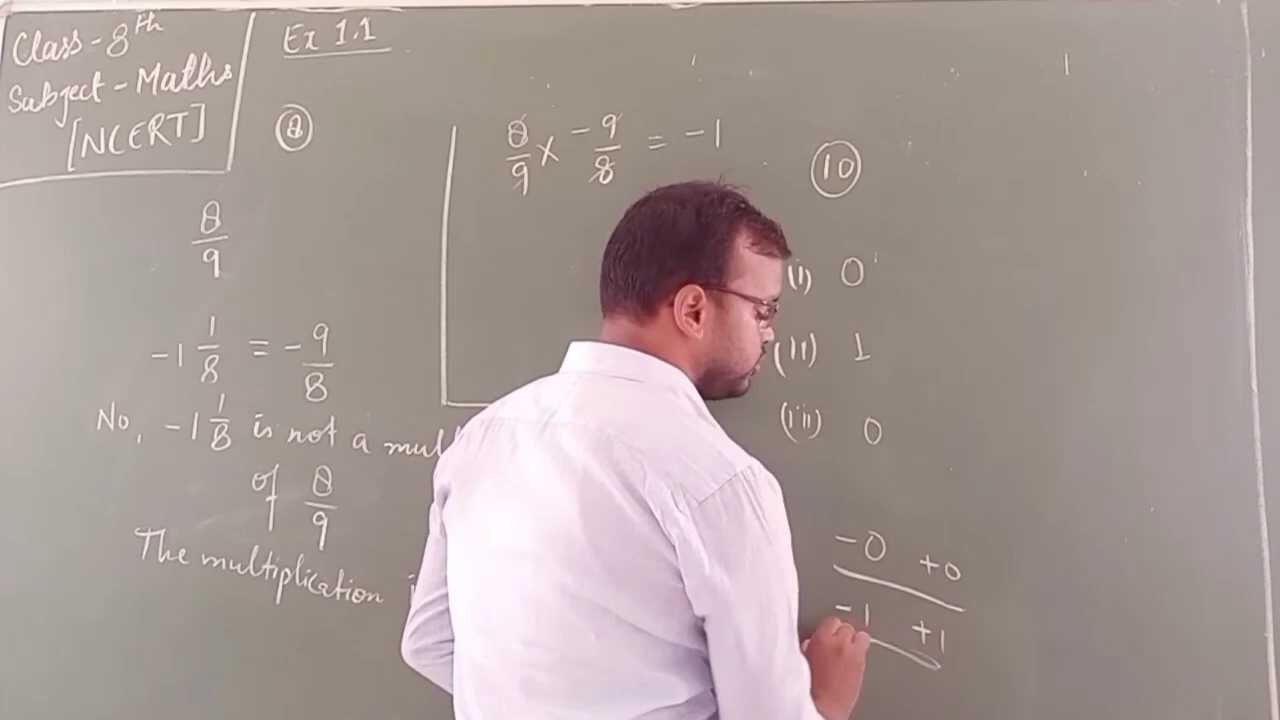 Class - 8th
Subject - Maths
[NCERT]
Ex 1.1
8
8/9
-1 1/8 = -9/8
No, -1 1/8 is not a
of 8/9
The multiplication
8/9 × -9/8 = -1
10
(i) 0
(ii) 1
(iii) 0
-0 +0
-1 +1